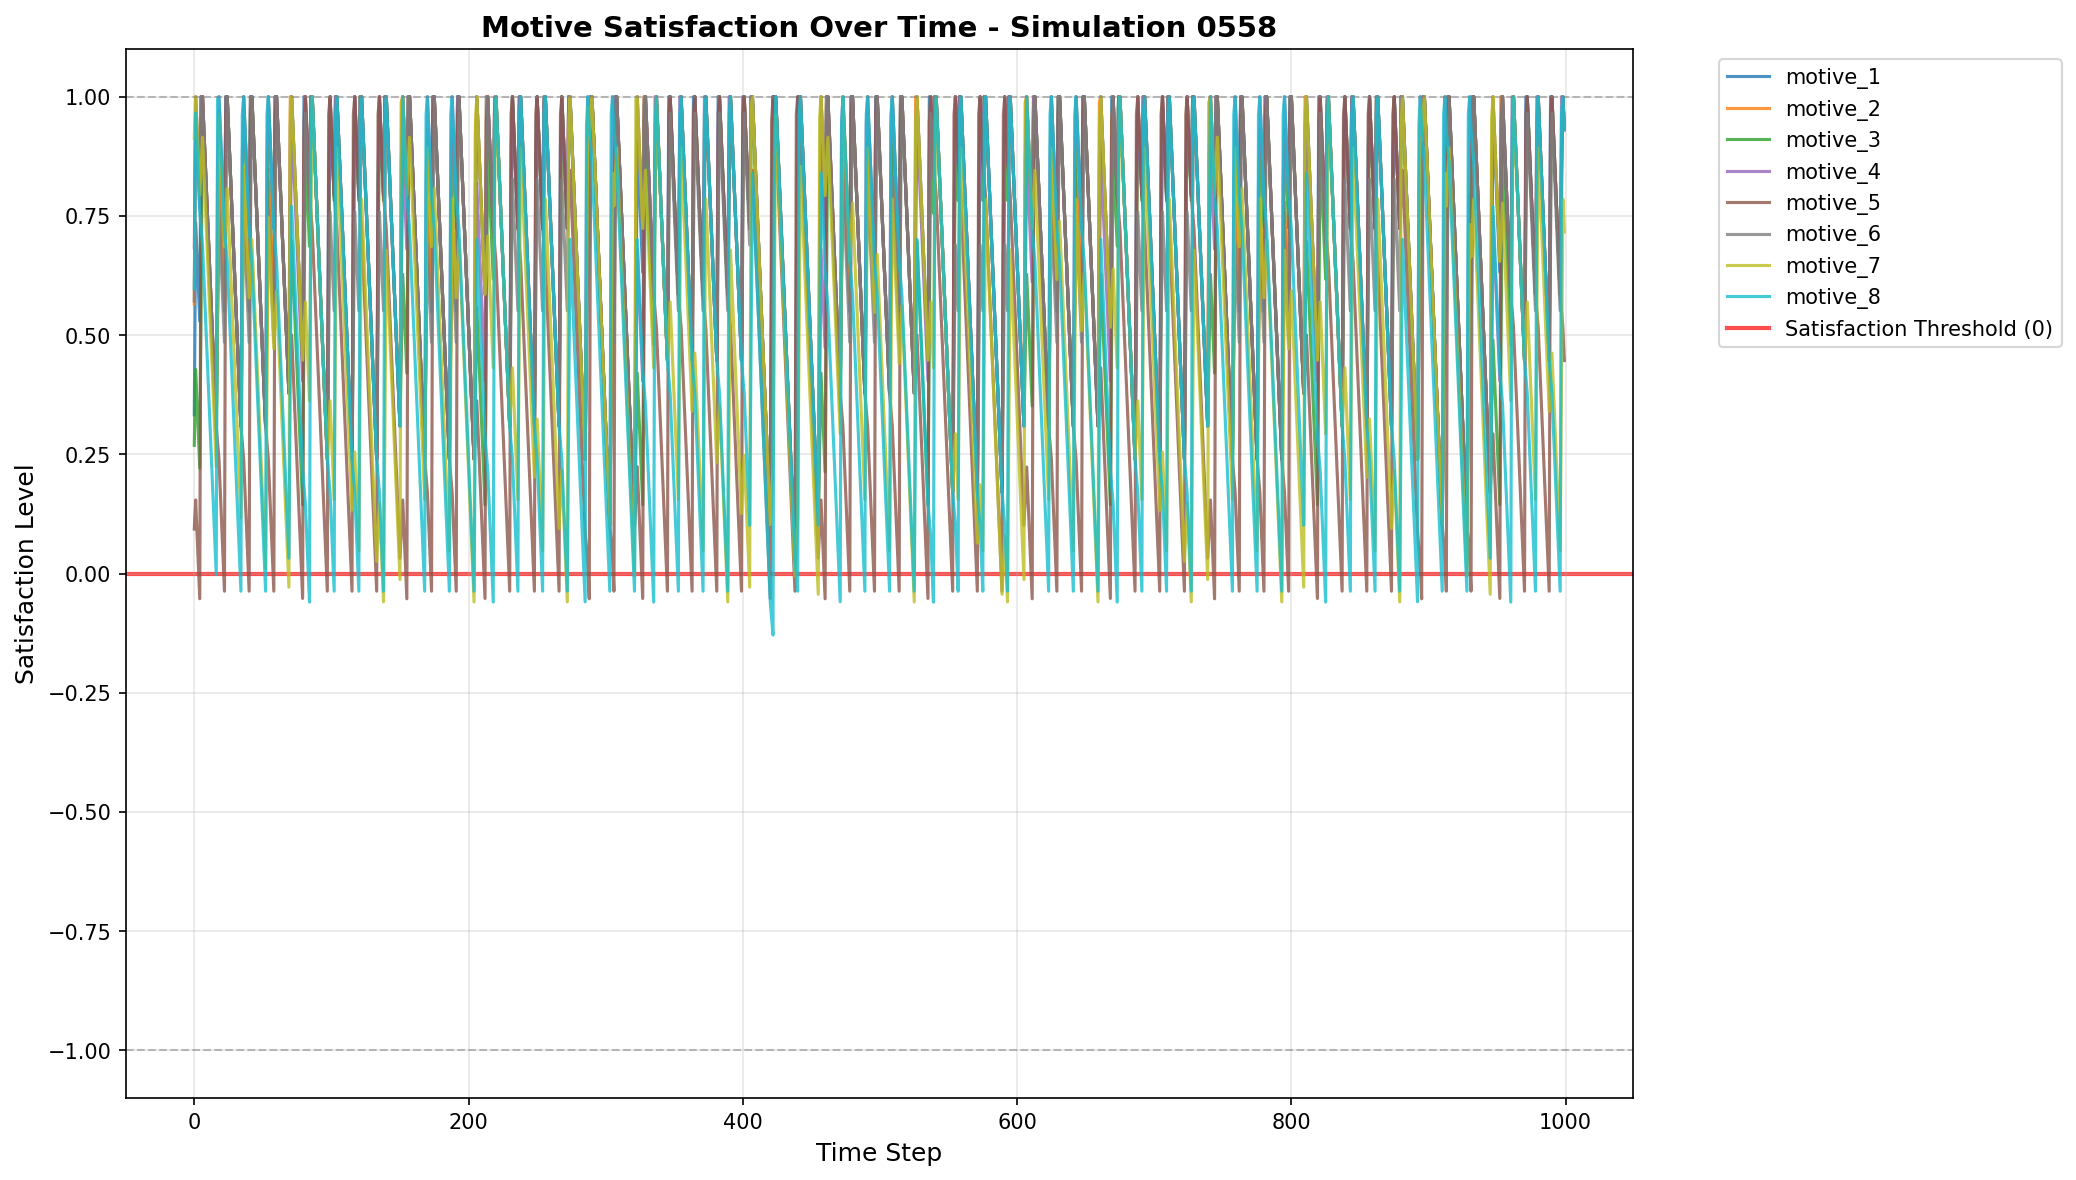 Motive Satisfaction Over Time - Simulation 0558
Satisfaction Level
1.00
0.75
0.50
0.25
0.00
−0.25
−0.50
−0.75
−1.00
0
200
400
600
800
1000
Time Step
motive_1
motive_2
motive_3
motive_4
motive_5
motive_6
motive_7
motive_8
Satisfaction Threshold (0)